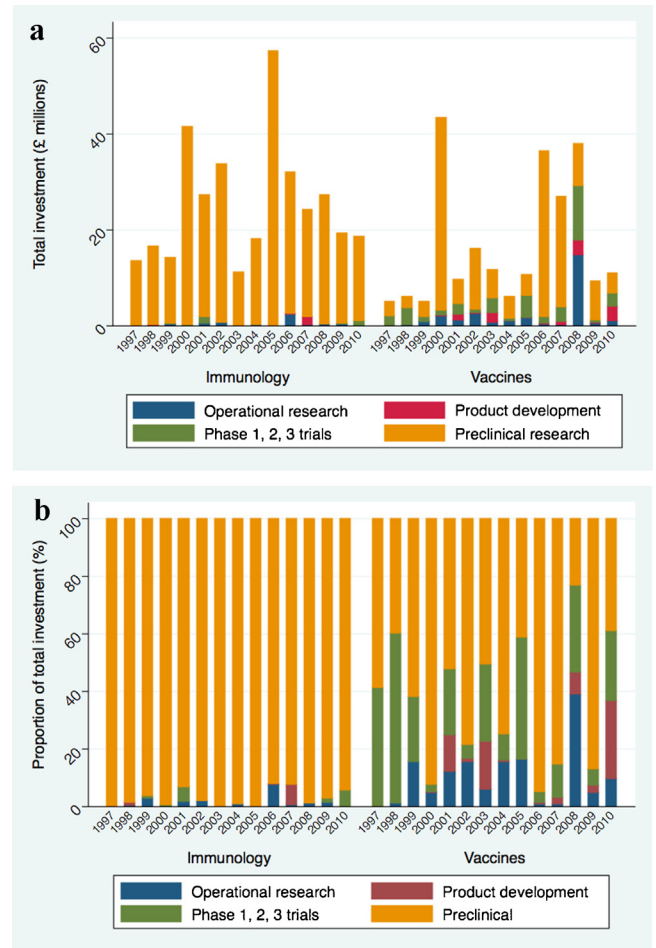 a
Total investment (£ millions)
60
40
20
0
1997 1998 1999 2000 2001 2002 2003 2004 2005 2006 2007 2008 2009 2010 1997 1998 1999 2000 2001 2002 2003 2004 2005 2006 2007 2008 2009 2010
Immunology Vaccines
Operational research Product development
Phase 1, 2, 3 trials Preclinical research
b
Proportion of total investment (%)
100
80
60
40
20
0
1997 1998 1999 2000 2001 2002 2003 2004 2005 2006 2007 2008 2009 2010 1997 1998 1999 2000 2001 2002 2003 2004 2005 2006 2007 2008 2009 2010
Immunology Vaccines
Operational research Product development
Phase 1, 2, 3 trials Preclinical